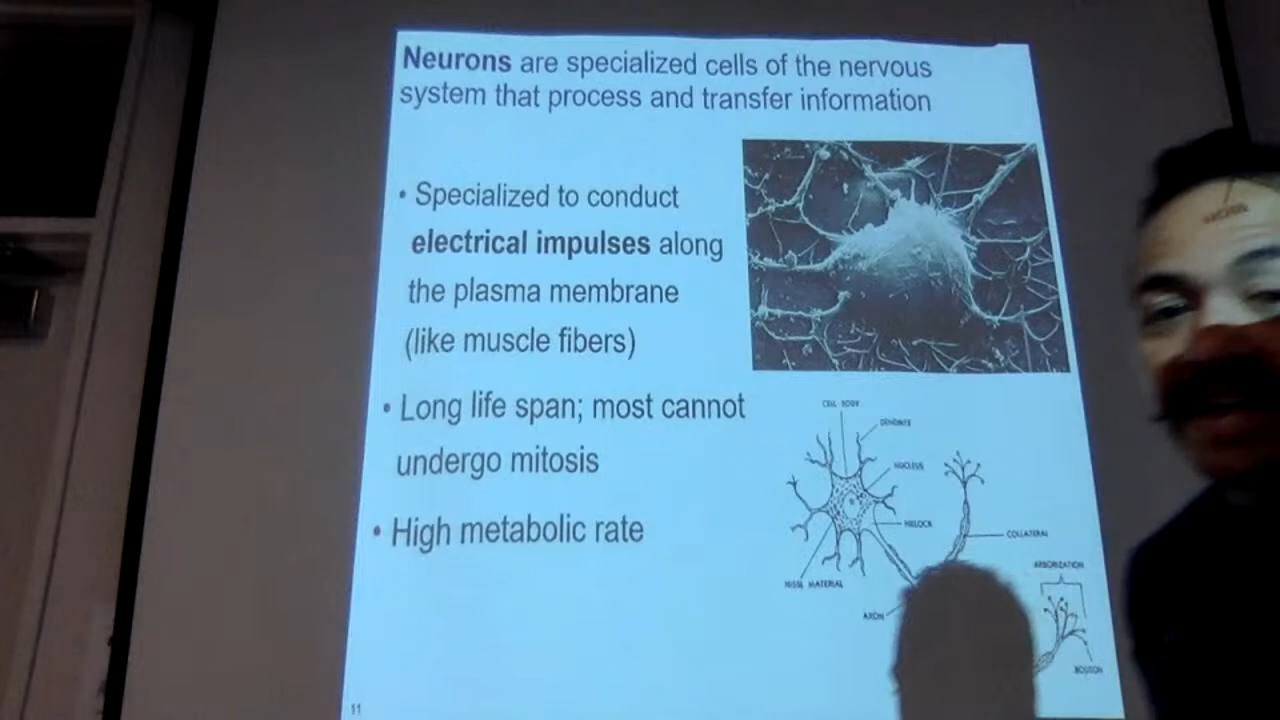 Neurons are specialized cells of the nervous
system that process and transfer information
• Specialized to conduct
electrical impulses along
the plasma membrane
(like muscle fibers)
• Long life span; most cannot
undergo mitosis
• High metabolic rate
CELL BODY
DENDRITE
NUCLEUS
HILLOCK
COLLATERAL
NISSL MATERIAL
ARBORIZATION
AXON
BOUTON
11